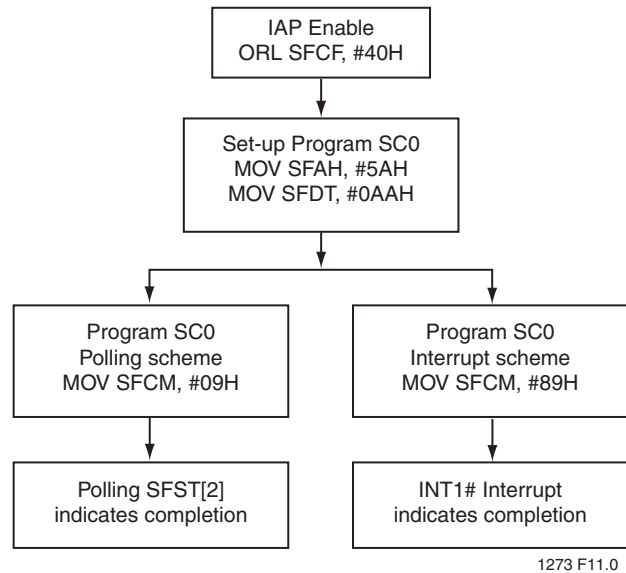 IAP Enable
ORL SFCF, #40H
Set-up Program SC0
MOV SFAH, #5AH
MOV SFDT, #0AAH
Program SC0
Polling scheme
MOV SFCM, #09H
Program SC0
Interrupt scheme
MOV SFCM, #89H
Polling SFST[2]
indicates completion
INT1# Interrupt
indicates completion
1273 F11.0